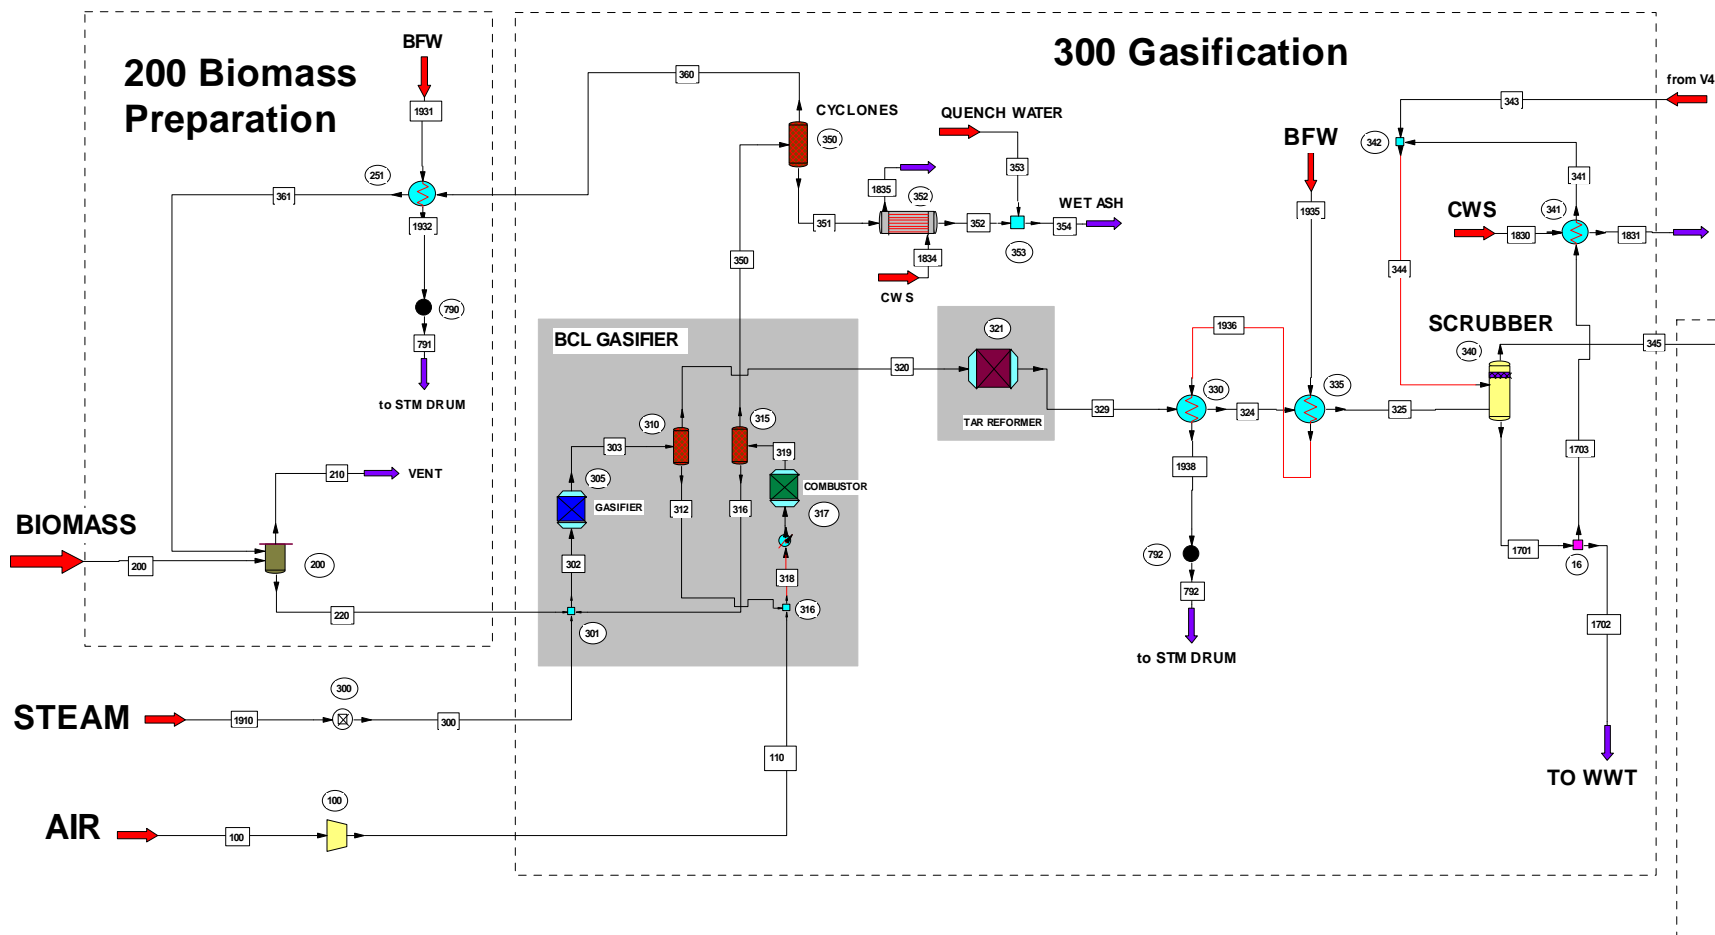 200 Biomass
Preparation
BFW
1931
251
361
1932
790
791
to STM DRUM
210
VENT
BIOMASS
200
200
220
STEAM
1910
300
300
AIR
100
100
110
300 Gasification
360
CYCLONES
350
QUENCH WATER
353
1835
352
351
352
353
WET ASH
354
1834
CWS
350
BCL GASIFIER
310
315
303
319
305
GASIFIER
COMBUSTOR
312
316
317
302
318
316
301
320
321
TAR REFORMER
329
1936
330
324
335
325
BFW
1935
1938
792
792
to STM DRUM
from V4
343
342
341
CWS
341
1830
1831
344
SCRUBBER
340
345
1703
1701
16
1702
TO WWT